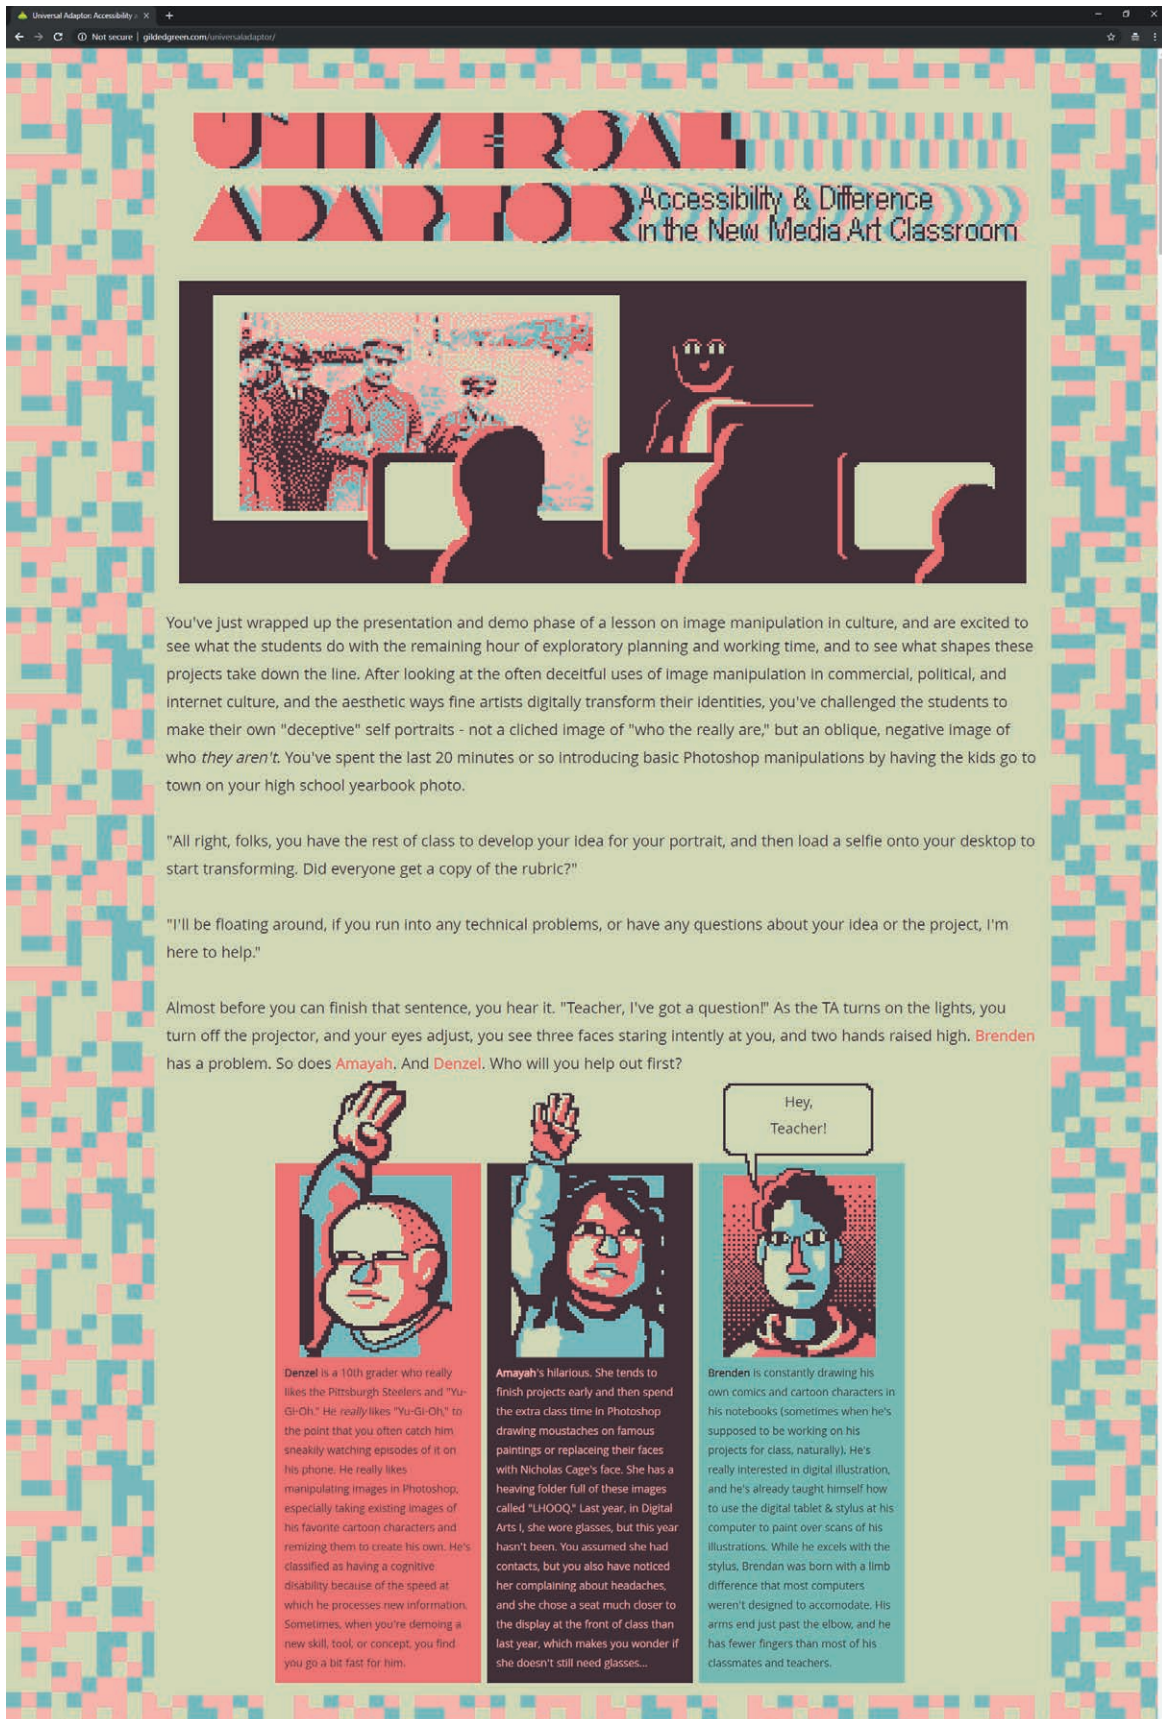 Universal Adaptor: Accessibility
Not secure | gildedgreen.com/universaladaptor/
UNIVERSAL
ADAPTOR
Accessibility & Difference
in the New Media Art Classroom
You've just wrapped up the presentation and demo phase of a lesson on image manipulation in culture, and are excited to
see what the students do with the remaining hour of exploratory planning and working time, and to see what shapes these
projects take down the line. After looking at the often deceitful uses of image manipulation in commercial, political, and
internet culture, and the aesthetic ways fine artists digitally transform their identities, you've challenged the students to
make their own "deceptive" self portraits - not a cliched image of "who the really are," but an oblique, negative image of
who they aren't. You've spent the last 20 minutes or so introducing basic Photoshop manipulations by having the kids go to
town on your high school yearbook photo.
"All right, folks, you have the rest of class to develop your idea for your portrait, and then load a selfie onto your desktop to
start transforming. Did everyone get a copy of the rubric?"
"I'll be floating around, if you run into any technical problems, or have any questions about your idea or the project, I'm
here to help."
Almost before you can finish that sentence, you hear it. "Teacher, I've got a question!" As the TA turns on the lights, you
turn off the projector, and your eyes adjust, you see three faces staring intently at you, and two hands raised high. Brenden
has a problem. So does Amayah. And Denzel. Who will you help out first?
Hey,
Teacher!
Denzel is a 10th grader who really
likes the Pittsburgh Steelers and "Yu-
Gi-Oh." He really likes "Yu-Gi-Oh," to
the point that you often catch him
sneakily watching episodes of it on
his phone. He really likes
manipulating images in Photoshop,
especially taking existing images of
his favorite cartoon characters and
remizing them to create his own. He's
classified as having a cognitive
disability because of the speed at
which he processes new information.
Sometimes, when you're demoing a
new skill, tool, or concept, you find
you go a bit fast for him.
Amayah's hilarious. She tends to
finish projects early and then spend
the extra class time in Photoshop
drawing moustaches on famous
paintings or replaceing their faces
with Nicholas Cage's face. She has a
heaving folder full of these images
called "LHOOQ." Last year, in Digital
Arts I, she wore glasses, but this year
hasn't been. You assumed she had
contacts, but you also have noticed
her complaining about headaches,
and she chose a seat much closer to
the display at the front of class than
last year, which makes you wonder if
she doesn't still need glasses...
Brenden is constantly drawing his
own comics and cartoon characters in
his notebooks (sometimes when he's
supposed to be working on his
projects for class, naturally). He's
really interested in digital illustration,
and he's already taught himself how
to use the digital tablet & stylus at his
computer to paint over scans of his
illustrations. While he excels with the
stylus, Brendan was born with a limb
difference that most computers
weren't designed to accomodate. His
arms end just past the elbow, and he
has fewer fingers than most of his
classmates and teachers.